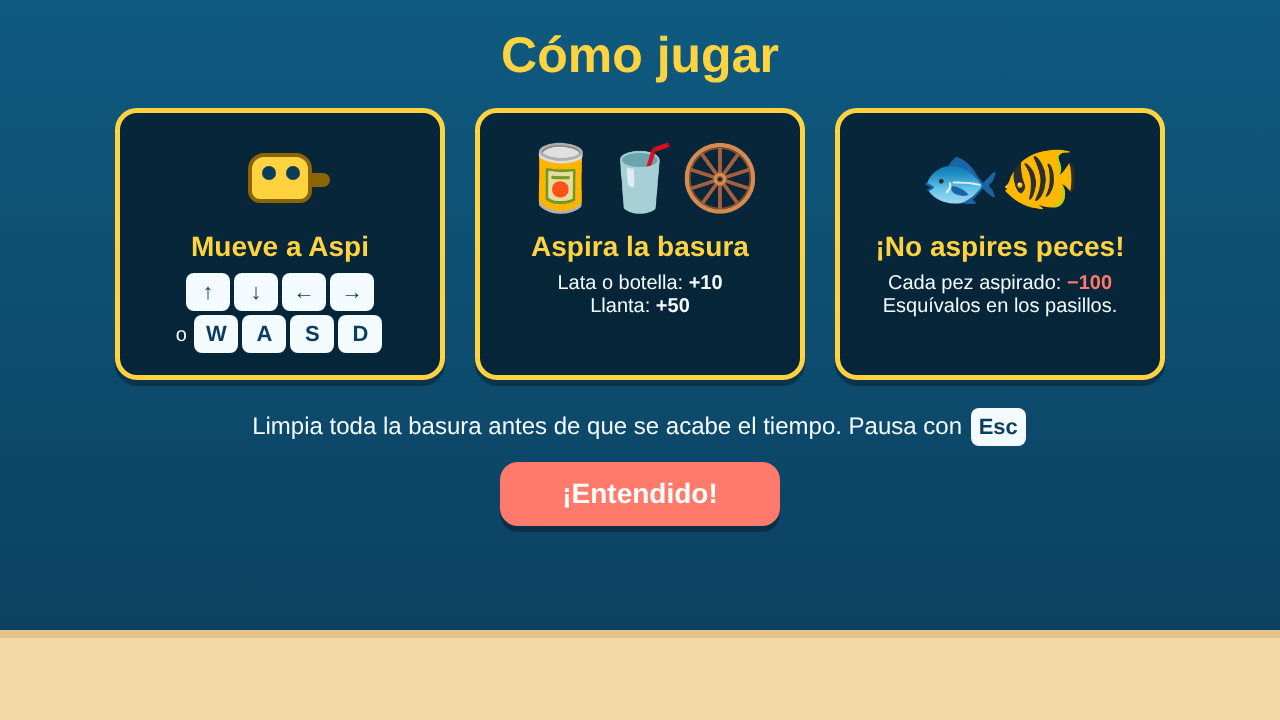 Cómo jugar
Mueve a Aspi
↑ ↓ ← →
o W A S D
Aspira la basura
Lata o botella: +10
Llanta: +50
¡No aspires peces!
Cada pez aspirado: −100
Esquívalos en los pasillos.
Limpia toda la basura antes de que se acabe el tiempo. Pausa con Esc
¡Entendido!